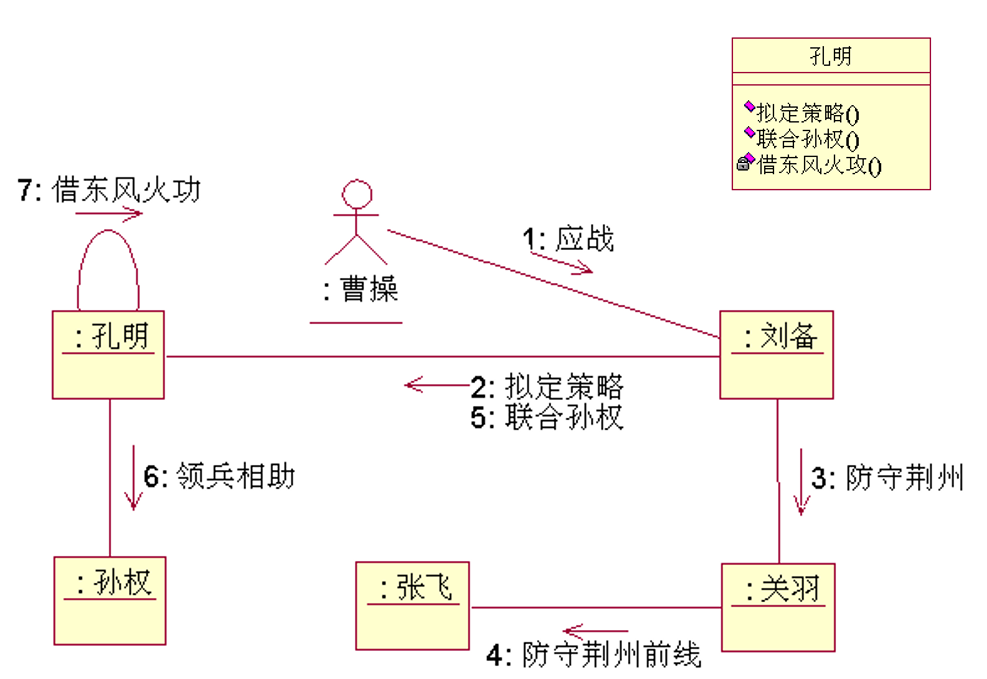 孔明
拟定策略()
联合孙权()
借东风火攻()
7: 借东风火功
1: 应战
: 曹操
: 孔明
: 刘备
2: 拟定策略
5: 联合孙权
6: 领兵相助
3: 防守荆州
: 孙权
: 张飞
: 关羽
4: 防守荆州前线